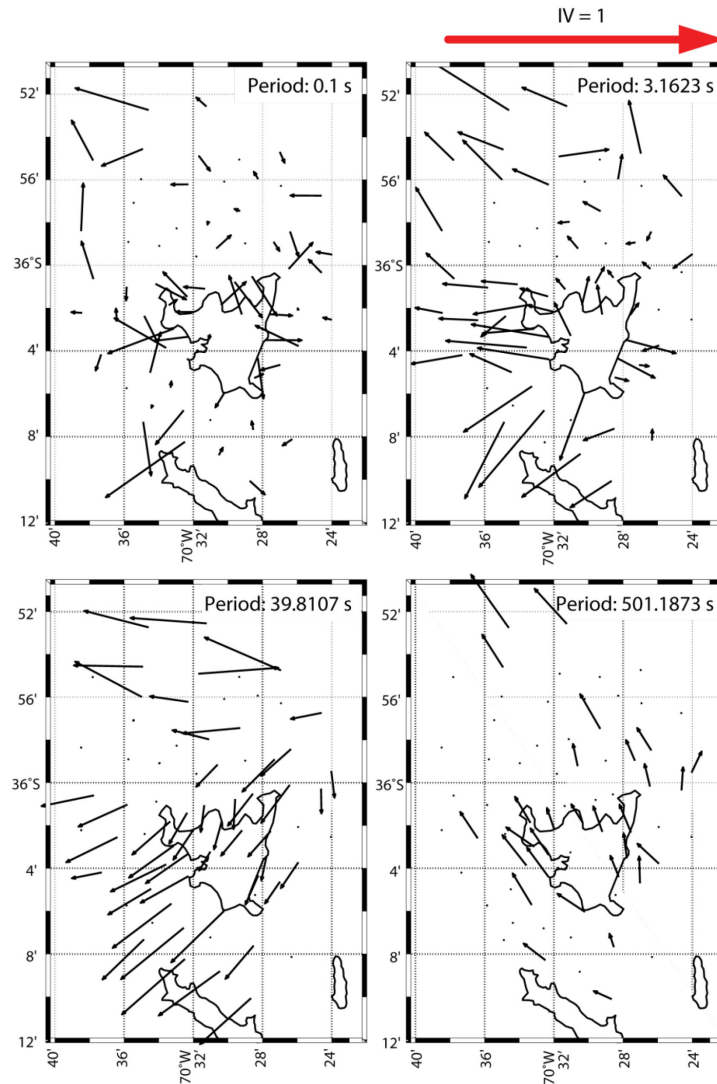 IV = 1
Period: 0.1 s
Period: 3.1623 s
52'
52'
56'
56'
36°S
36°S
4'
4'
8'
8'
12'
12'
40'
36'
70°W 32'
28'
24'
40'
36'
70°W 32'
28'
24'
Period: 39.8107 s
Period: 501.1873 s
52'
52'
56'
56'
36°S
36°S
4'
4'
8'
8'
12'
12'
40'
36'
70°W 32'
28'
24'
40'
36'
70°W 32'
28'
24'